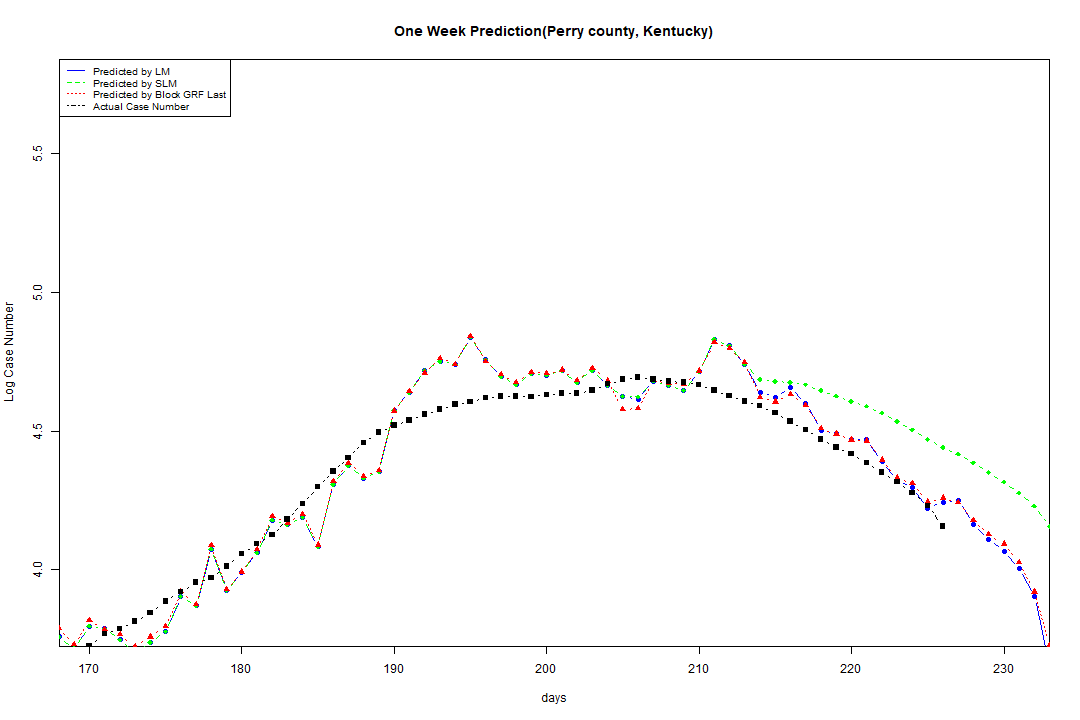 One Week Prediction(Perry county, Kentucky)
Predicted by LM
Predicted by SLM
Predicted by Block GRF Last
Actual Case Number
5.5
5.0
4.5
4.0
Log Case Number
170 180 190 200 210 220 230
days